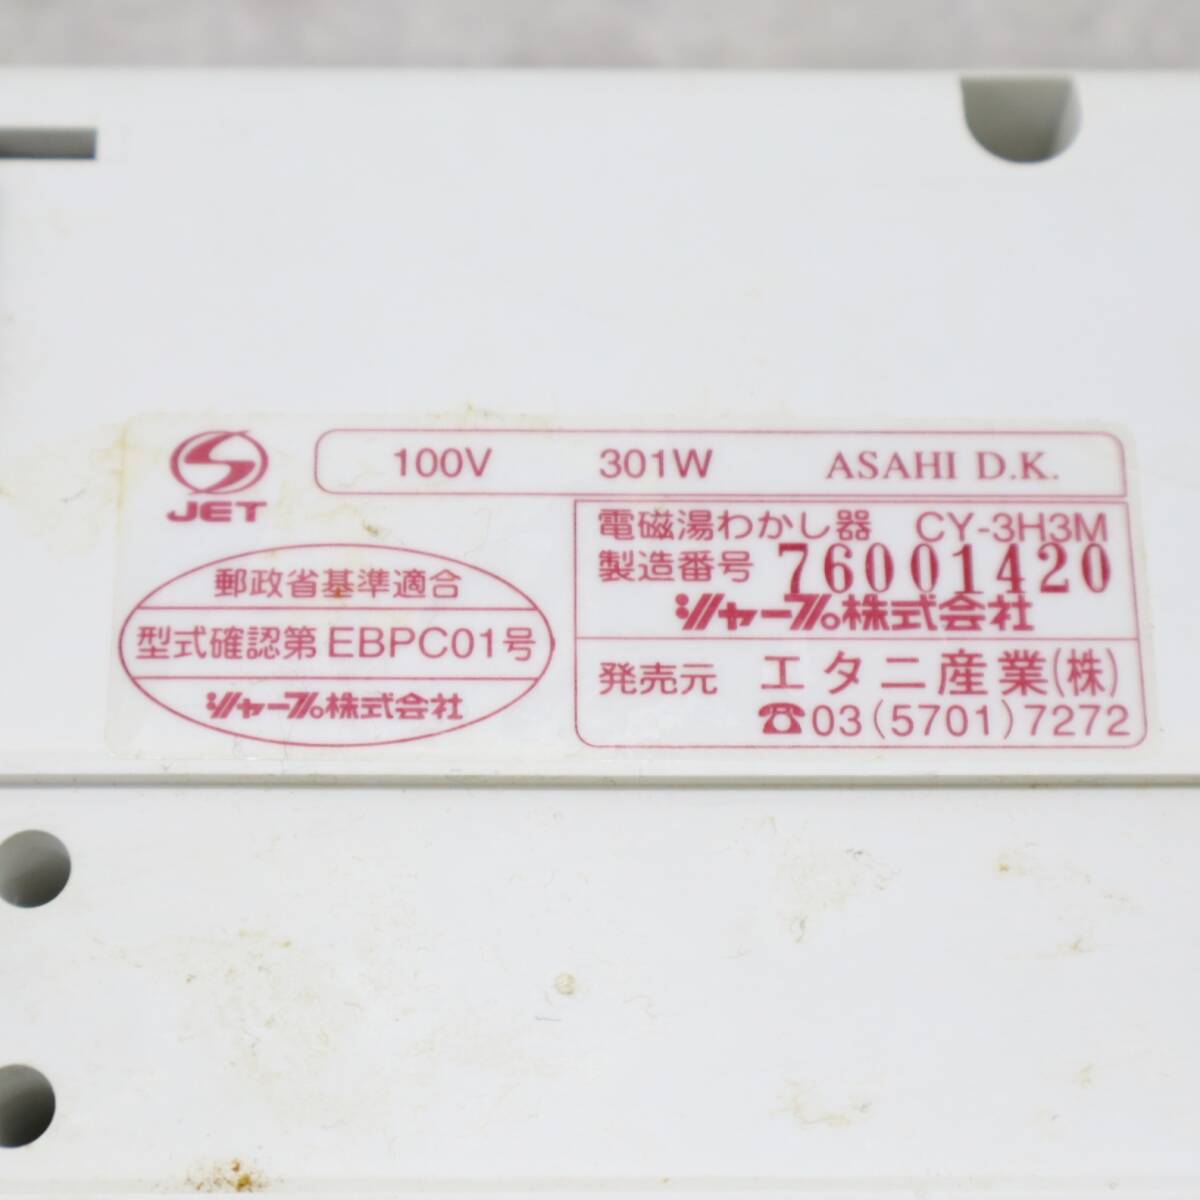 JET
100V 301W ASAHI D.K.
郵政省基準適合
型式確認第 EBPC01号
シャープ株式会社
電磁湯わかし器 CY-3H3M
製造番号 76001420
シャープ株式会社
発売元 エタニ産業(株)
☎03(5701)7272